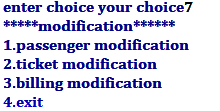 enter choice your choice7
*****modification******
1.passenger modification
2.ticket modification
3.billing modification
4.exit